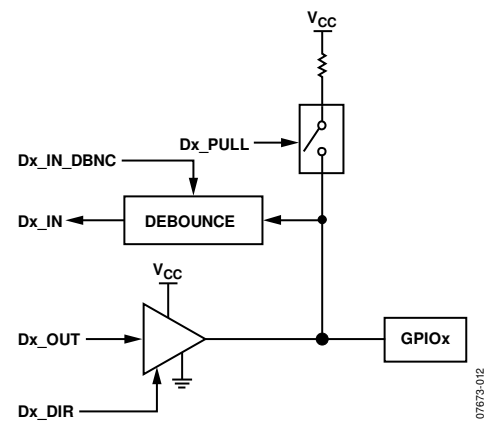 VCC
Dx_PULL
Dx_IN_DBNC
Dx_IN
DEBOUNCE
VCC
Dx_OUT
GPIOx
Dx_DIR
07673-012